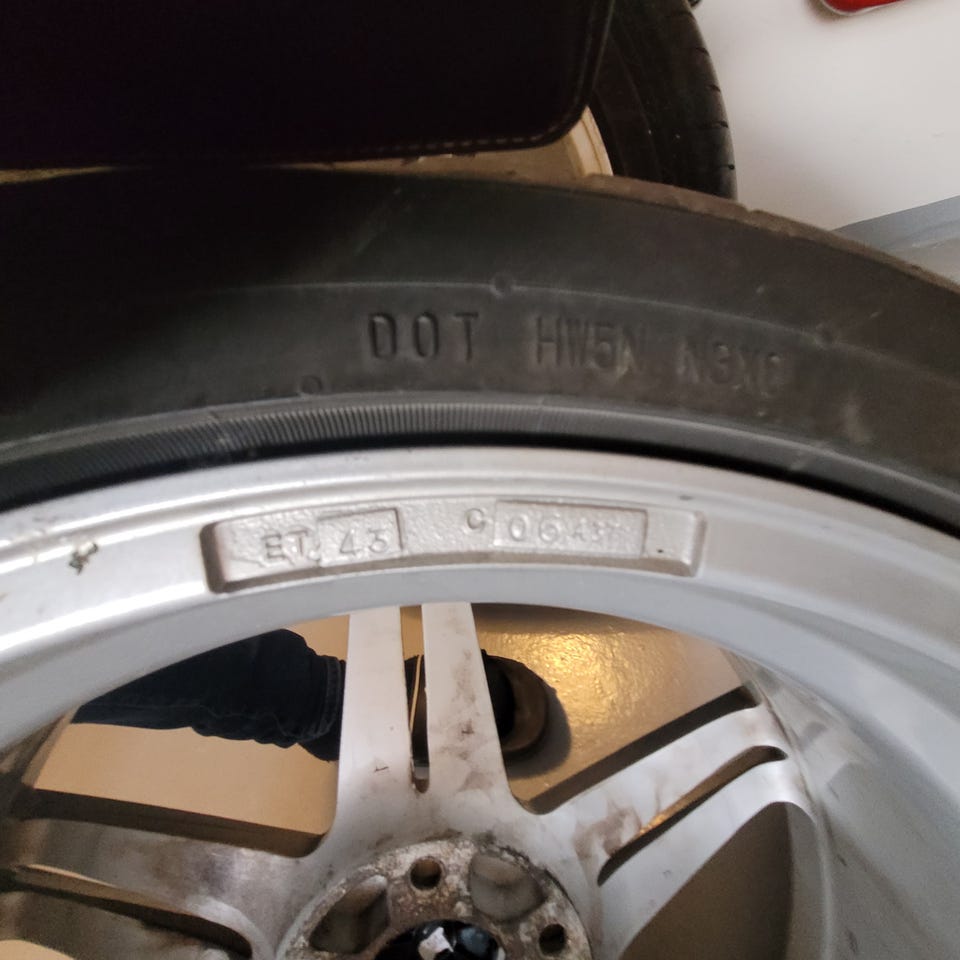 DOT HW5N N3XC
ET. 43 C 06